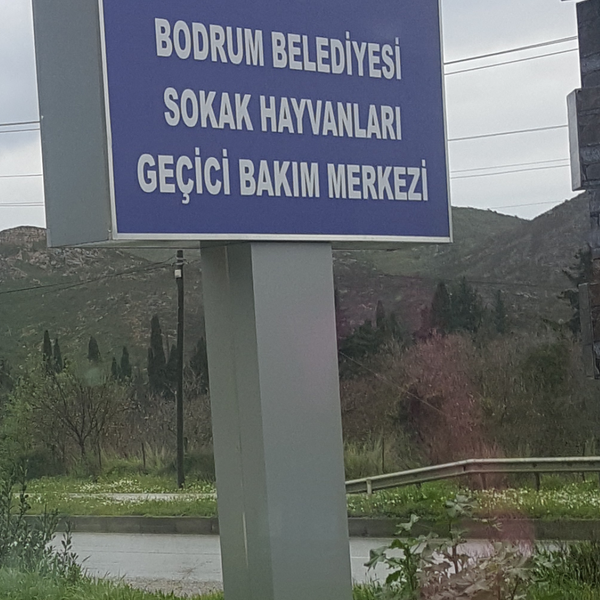 BODRUM BELEDİYESİ
SOKAK HAYVANLARI
GEÇİCİ BAKIM MERKEZİ